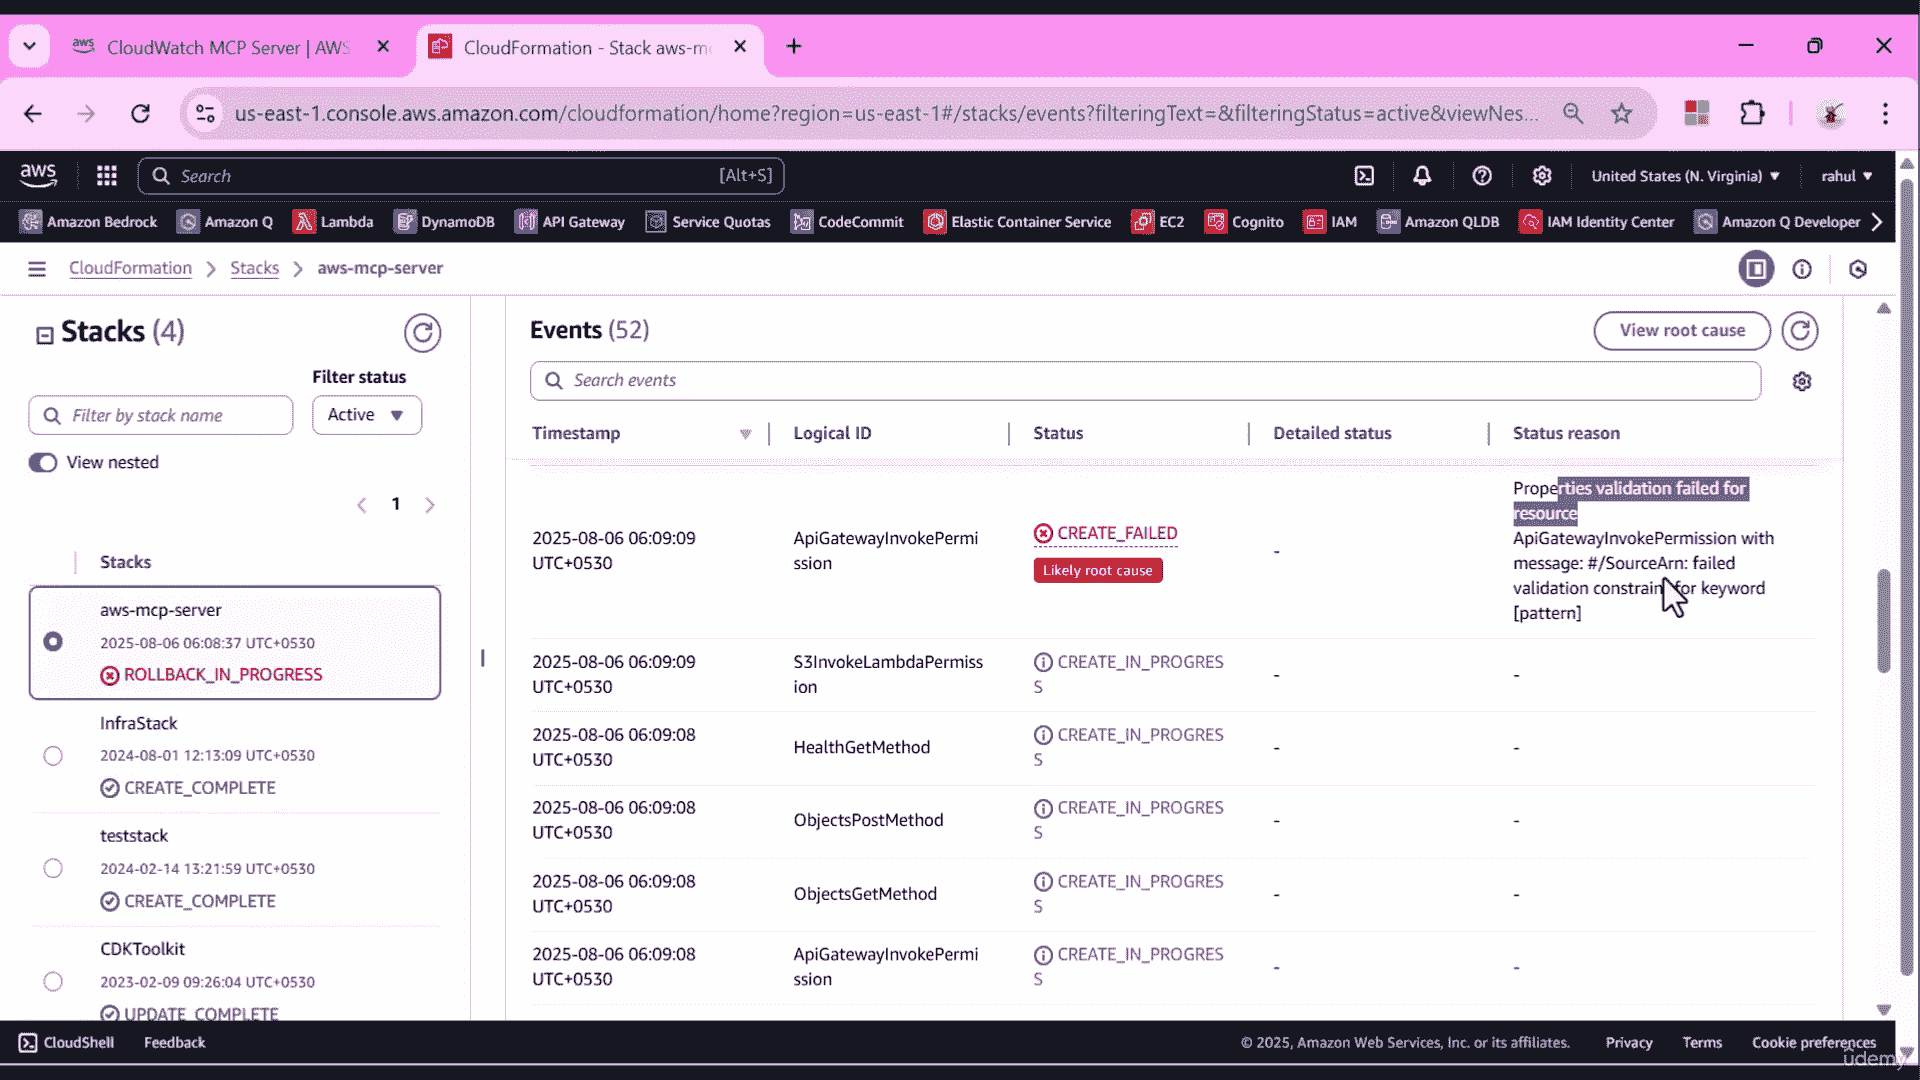 aws CloudWatch MCP Server | AWS
CloudFormation - Stack aws-m
us-east-1.console.aws.amazon.com/cloudformation/home?region=us-east-1#/stacks/events?filteringText=&filteringStatus=active&viewNes...
aws Search [Alt+S] United States (N. Virginia) rahul
Amazon Bedrock Amazon Q Lambda DynamoDB API Gateway Service Quotas CodeCommit Elastic Container Service EC2 Cognito IAM Amazon QLDB IAM Identity Center Amazon Q Developer
CloudFormation Stacks aws-mcp-server
Stacks (4)
Filter status
Filter by stack name
Active
View nested
1
Stacks
aws-mcp-server
2025-08-06 06:08:37 UTC+0530
ROLLBACK_IN_PROGRESS
InfraStack
2024-08-01 12:13:09 UTC+0530
CREATE_COMPLETE
teststack
2024-02-14 13:21:59 UTC+0530
CREATE_COMPLETE
CDKToolkit
2023-02-09 09:26:04 UTC+0530
UPDATE_COMPLETE
Events (52)
View root cause
Search events
Timestamp Logical ID Status Detailed status Status reason
2025-08-06 06:09:09
UTC+0530
ApiGatewayInvokePermi
ssion
CREATE_FAILED
Likely root cause
-
Properties validation failed for
resource
ApiGatewayInvokePermission with
message: #/SourceArn: failed
validation constraint for keyword
[pattern]
2025-08-06 06:09:09
UTC+0530
S3InvokeLambdaPermiss
ion
CREATE_IN_PROGRES
S
-
-
2025-08-06 06:09:08
UTC+0530
HealthGetMethod
CREATE_IN_PROGRES
S
-
-
2025-08-06 06:09:08
UTC+0530
ObjectsPostMethod
CREATE_IN_PROGRES
S
-
-
2025-08-06 06:09:08
UTC+0530
ObjectsGetMethod
CREATE_IN_PROGRES
S
-
-
2025-08-06 06:09:08
UTC+0530
ApiGatewayInvokePermi
ssion
CREATE_IN_PROGRES
S
-
-
CloudShell Feedback © 2025, Amazon Web Services, Inc. or its affiliates. Privacy Terms Cookie preferences
udemy